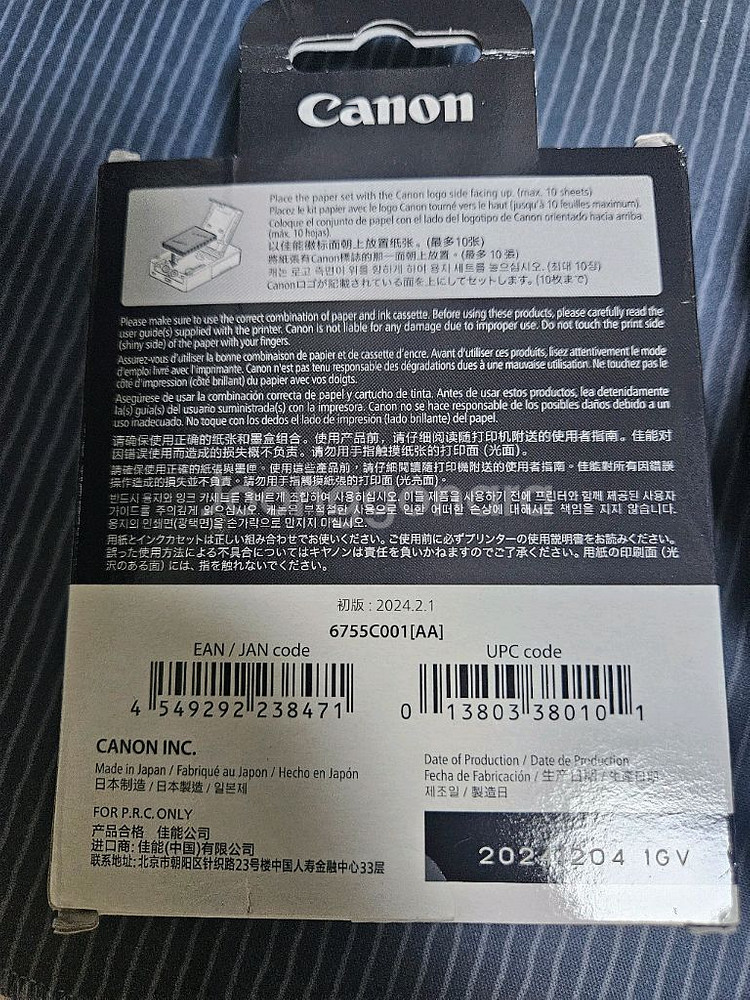 Canon
Place the paper set with the Canon logo side facing up. (max. 10 sheets)
Placez le kit papier avec le logo Canon tourné vers le haut (jusqu'à 10 feuilles maximum).
Coloque el conjunto de papel con el lado del logotipo de Canon orientado hacia arriba
(máx. 10 hojas).
以佳能徽标面朝上放置纸张。(最多10张)
將紙張有Canon標誌的那一面朝上放置。(最多 10 張)
캐논 로고 측면이 위를 향하게 하여 용지 세트를 놓으십시오. (최대 10장)
Canonロゴが記載されている面を上にしてセットします。(10枚まで)
Please make sure to use the correct combination of paper and ink cassette. Before using these products, please carefully read the
user guide(s) supplied with the printer. Canon is not liable for any damage due to improper use. Do not touch the print side
(shiny side) of the paper with your fingers.
Assurez-vous d'utiliser la bonne combinaison de papier et de cassette d'encre. Avant d'utiliser ces produits, lisez attentivement le mode
d'emploi livré avec l'imprimante. Canon n'est pas tenu responsable des dégradations dues à une mauvaise utilisation. Ne touchez pas le
côté d'impression (côté brillant) du papier avec vos doigts.
Asegúrese de usar la combinación correcta de papel y cartucho de tinta. Antes de usar estos productos, lea detenidamente
la(s) guía(s) del usuario suministrada(s) con la impresora. Canon no se hace responsable de los posibles daños debido a un
uso inadecuado. No toque con los dedos el lado de impresión (lado brillante) del papel.
请确保使用正确的纸张和墨盒组合。使用产品前，请仔细阅读随打印机附送的使用者指南。佳能对
因错误使用而造成的损失概不负责。请勿用手指触摸纸张的打印面 (光面)。
請確保使用正確的紙張與墨匣。使用這些產品前，請仔細閱讀隨打印機附送的使用者指南。佳能對所有因錯誤
操作造成的損失不負責。請勿用手指觸摸紙張的打印面 (光亮面)。
반드시 용지와 잉크 카세트를 올바르게 조합하여 사용하십시오. 이들 제품을 사용하기 전에 프린터와 함께 제공된 사용자
가이드를 주의깊게 읽으십시오. 캐논은 부적절한 사용으로 인한 어떠한 손상에 대해서도 책임을 지지 않습니다.
용지의 인쇄면(광택면)을 손가락으로 만지지 마십시오.
用紙とインクカセットは正しい組み合わせでお使いください。ご使用前に必ずプリンターの使用説明書をお読みください。
誤った使用方法による不具合についてはキヤノンは責任を負いかねますのでご了承ください。用紙の印刷面 (光
沢のある面) には、指を触れないでください。
初版 : 2024.2.1
6755C001[AA]
EAN / JAN code
UPC code
4 549292 238471
0 13803 38010 1
CANON INC.
Made in Japan / Fabriqué au Japon / Hecho en Japón
日本制造 / 日本製造 / 일본제
Date of Production / Date de Production
Fecha de Fabricación / 生产日期 / 生產日期
제조일 / 製造日
FOR P.R.C. ONLY
产品合格 佳能公司
进口商: 佳能(中国)有限公司
联系地址: 北京市朝阳区针织路23号楼中国人寿金融中心33层
1GV